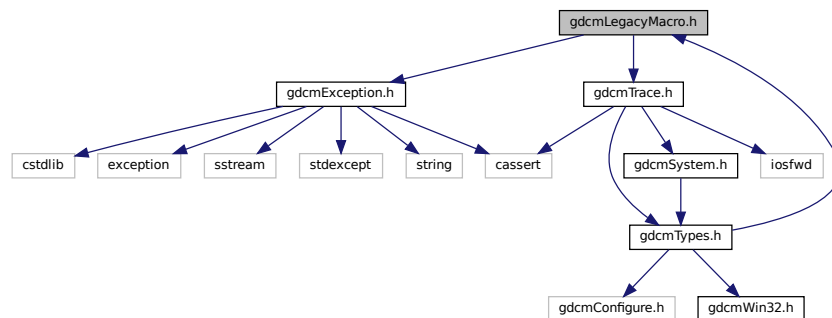 gdcmLegacyMacro.h
gdcmException.h
gdcmTrace.h
cstdlib
exception
sstream
stdexcept
string
cassert
gdcmSystem.h
iosfwd
gdcmTypes.h
gdcmConfigure.h
gdcmWin32.h